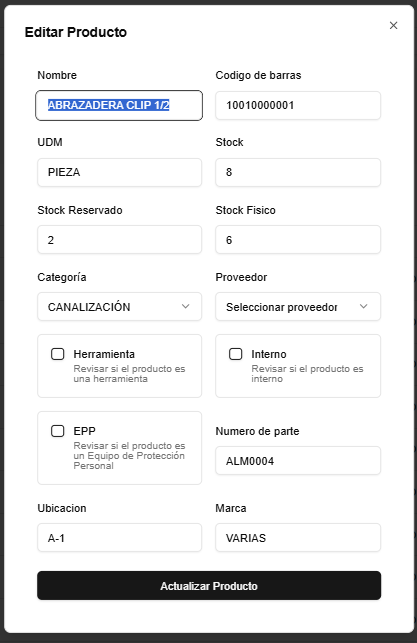 Editar Producto
Nombre
Codigo de barras
ABRAZADERA CLIP 1/2
10010000001
UDM
Stock
PIEZA
8
Stock Reservado
Stock Fisico
2
6
Categoría
Proveedor
CANALIZACIÓN
Seleccionar proveedor
Herramienta
Revisar si el producto es
una herramienta
Interno
Revisar si el producto es
interno
EPP
Revisar si el producto es
un Equipo de Protección
Personal
Numero de parte
ALM0004
Ubicacion
Marca
A-1
VARIAS
Actualizar Producto